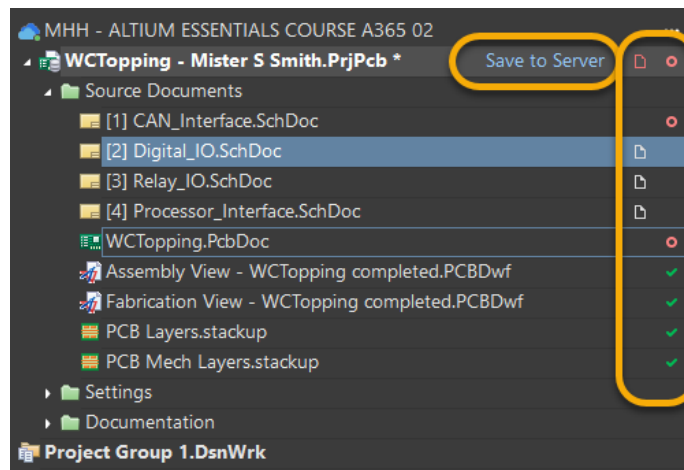 MHH - ALTIUM ESSENTIALS COURSE A365 02
WCTopping - Mister S Smith.PrjPcb * Save to Server
Source Documents
[1] CAN_Interface.SchDoc
[2] Digital_IO.SchDoc
[3] Relay_IO.SchDoc
[4] Processor_Interface.SchDoc
WCTopping.PcbDoc
Assembly View - WCTopping completed.PCBDwf
Fabrication View - WCTopping completed.PCBDwf
PCB Layers.stackup
PCB Mech Layers.stackup
Settings
Documentation
Project Group 1.DsnWrk